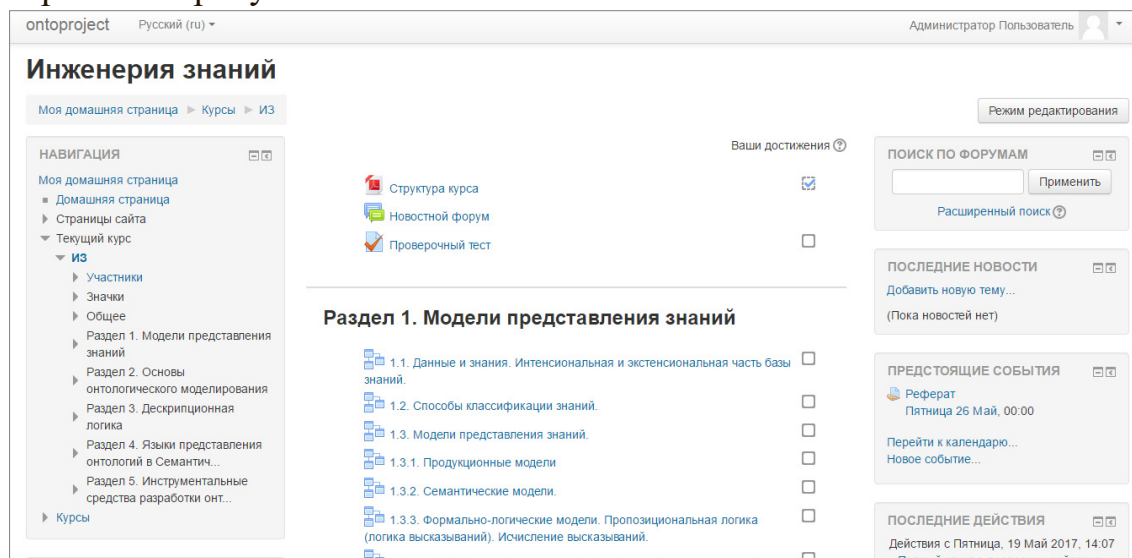 ontoproject Русский (ru)
Администратор Пользователь
Инженерия знаний
Моя домашняя страница Курсы ИЗ
Режим редактирования
НАВИГАЦИЯ
Моя домашняя страница
Домашняя страница
Страницы сайта
Текущий курс
ИЗ
Участники
Значки
Общее
Раздел 1. Модели представления
знаний
Раздел 2. Основы
онтологического моделирования
Раздел 3. Дескрипционная
логика
Раздел 4. Языки представления
онтологий в Семантич...
Раздел 5. Инструментальные
средства разработки онт...
Курсы
Ваши достижения
Структура курса
Новостной форум
Проверочный тест
Раздел 1. Модели представления знаний
1.1. Данные и знания. Интенсиональная и экстенсиональная часть базы
знаний.
1.2. Способы классификации знаний.
1.3. Модели представления знаний.
1.3.1. Продукционные модели
1.3.2. Семантические модели.
1.3.3. Формально-логические модели. Пропозициональная логика
(логика высказываний). Исчисление высказываний.
ПОИСК ПО ФОРУМАМ
Применить
Расширенный поиск
ПОСЛЕДНИЕ НОВОСТИ
Добавить новую тему...
(Пока новостей нет)
ПРЕДСТОЯЩИЕ СОБЫТИЯ
Реферат
Пятница 26 Май, 00:00
Перейти к календарю...
Новое событие...
ПОСЛЕДНИЕ ДЕЙСТВИЯ
Действия с Пятница, 19 Май 2017, 14:07